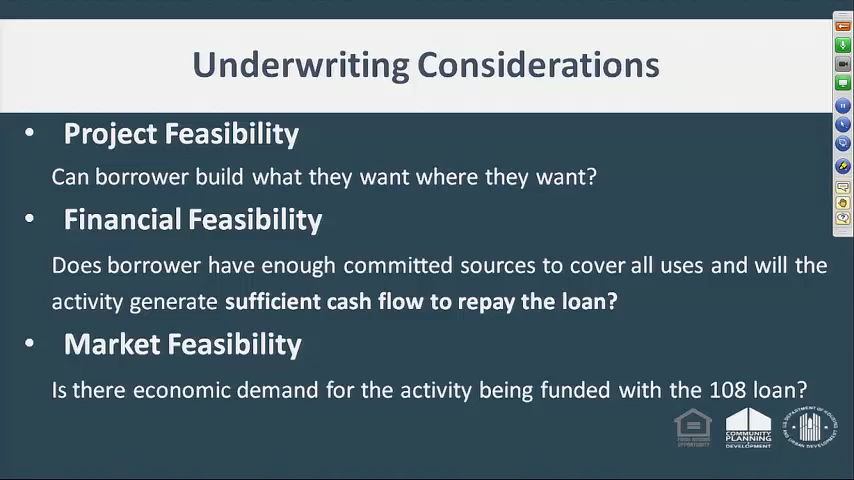 Underwriting Considerations
• Project Feasibility
Can borrower build what they want where they want?
• Financial Feasibility
Does borrower have enough committed sources to cover all uses and will the
activity generate sufficient cash flow to repay the loan?
• Market Feasibility
Is there economic demand for the activity being funded with the 108 loan?
COMMUNITY
PLANNING
DEVELOPMENT